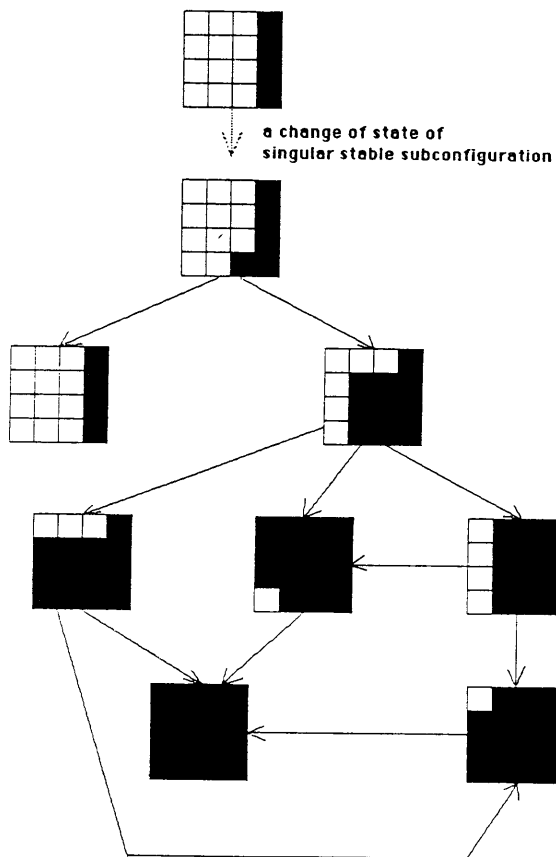 a change of state of
singular stable subconfiguration